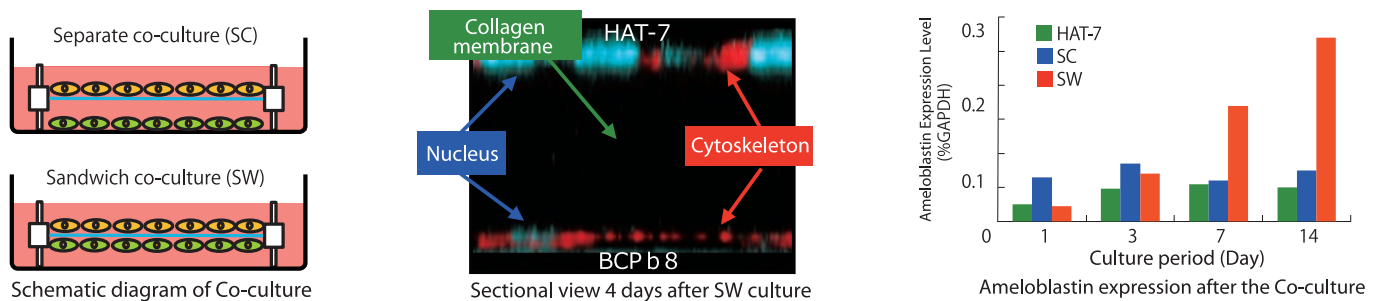 Separate co-culture (SC)
Sandwich co-culture (SW)
Schematic diagram of Co-culture
Collagen
membrane
HAT-7
Nucleus
Cytoskeleton
BCP b 8
Sectional view 4 days after SW culture
Ameloblastin Expression Level
(%GAPDH)
0.3
0.2
0.1
0
HAT-7
SC
SW
1
3
7
14
Culture period (Day)
Ameloblastin expression after the Co-culture